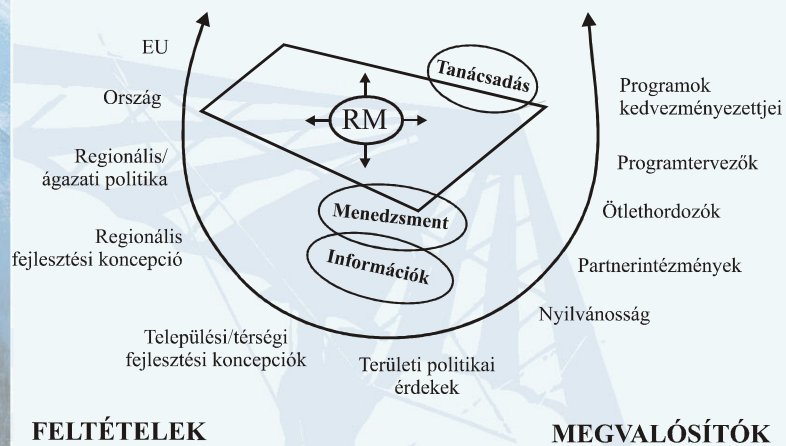 EU
Ország
Regionális/
ágazati politika
Regionális
fejlesztési koncepció
Települési/térségi
fejlesztési koncepciók
Területi politikai
érdekek
Tanácsadás
RM
Menedzsment
Információk
Programok
kedvezményezettjei
Programtervezők
Ötlethordozók
Partnerintézmények
Nyilvánosság
FELTÉTELEK
MEGVALÓSÍTÓK